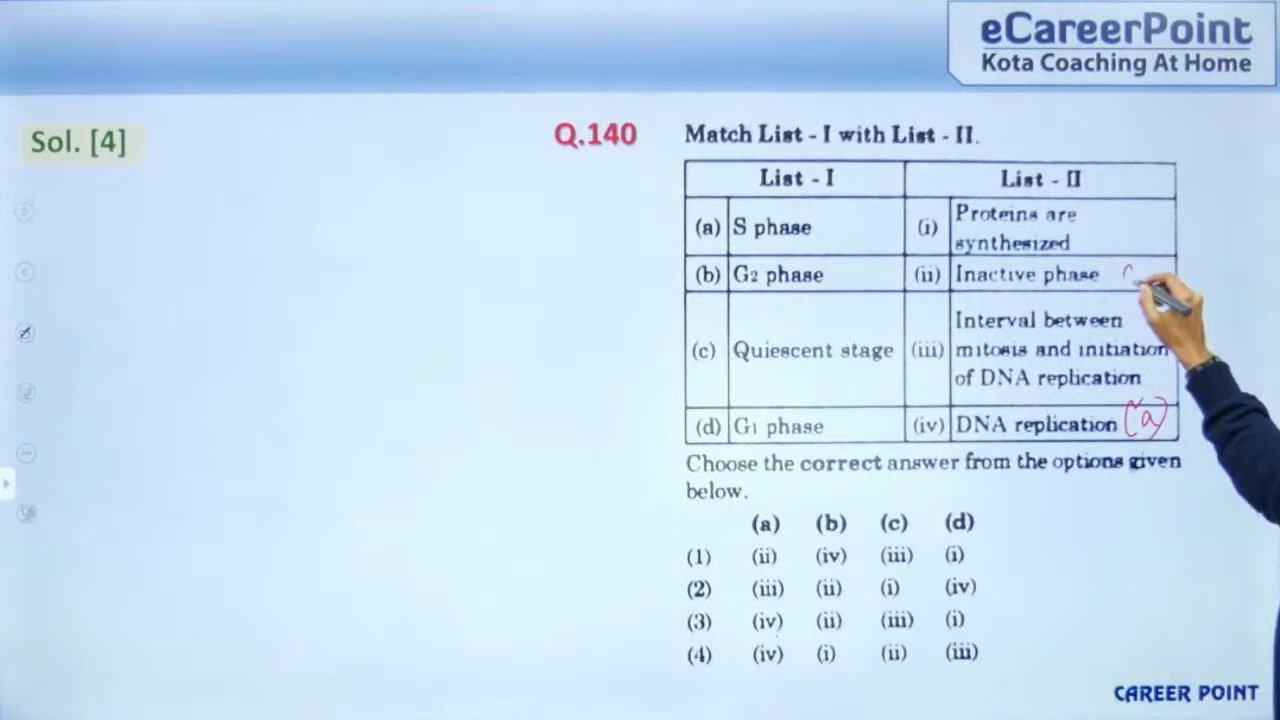 eCareerPoint
Kota Coaching At Home
Sol. [4]
Q.140 Match List - I with List - II.
List - I List - II
(a) S phase (i) Proteins are
synthesized
(b) G2 phase (ii) Inactive phase
(c) Quiescent stage (iii) Interval between
mitosis and initiation
of DNA replication
(d) G1 phase (iv) DNA replication (a)
Choose the correct answer from the options given
below.
(a) (b) (c) (d)
(1) (ii) (iv) (iii) (i)
(2) (iii) (ii) (i) (iv)
(3) (iv) (ii) (iii) (i)
(4) (iv) (i) (ii) (iii)
CAREER POINT